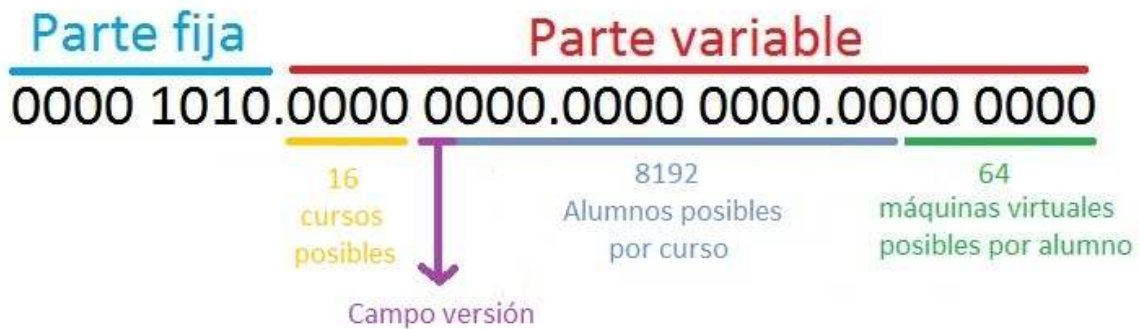 Parte fija Parte variable
0000 1010.0000 0000.0000 0000.0000 0000
16
cursos
posibles
8192
Alumnos posibles
por curso
64
máquinas virtuales
posibles por alumno
Campo versión